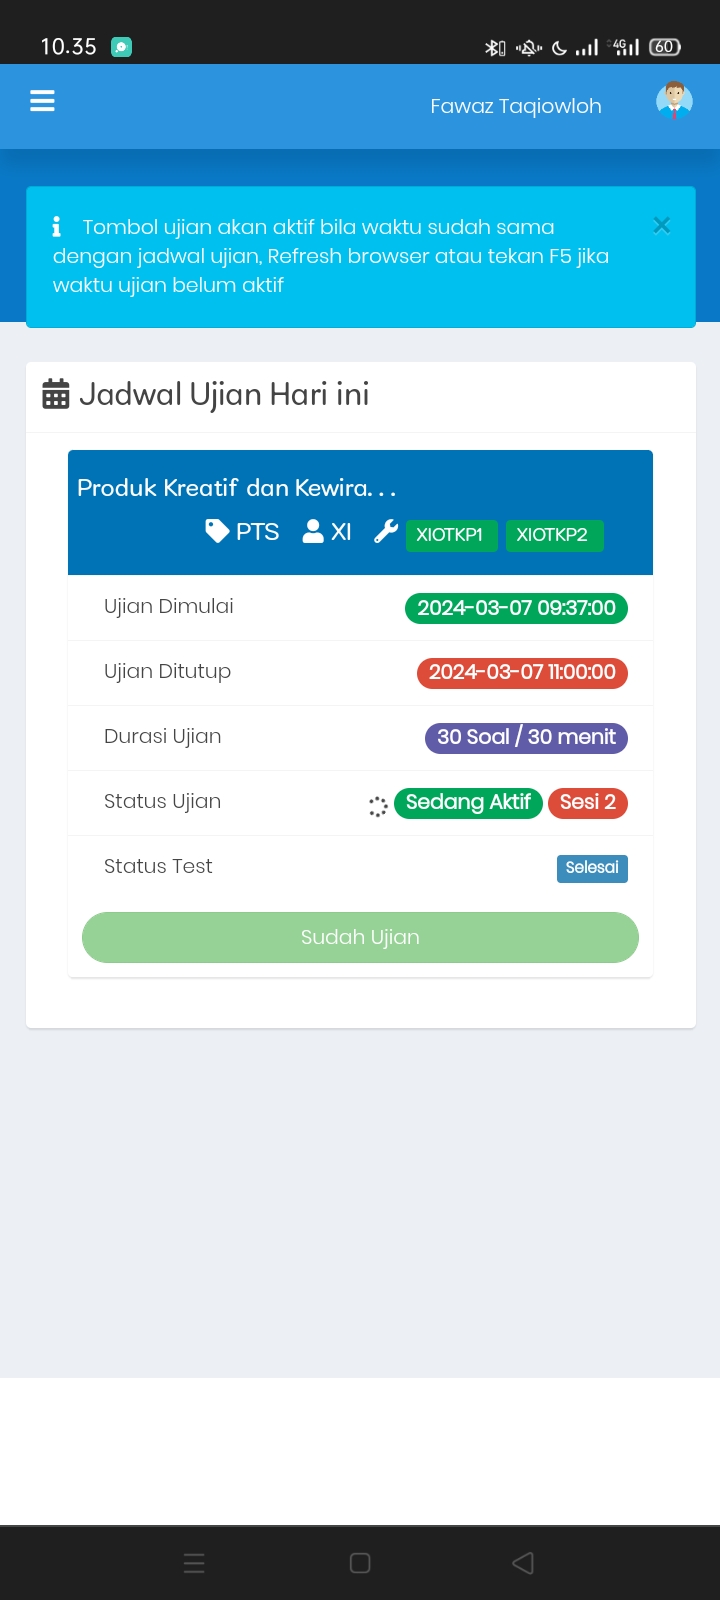 10.35
4G
60
Fawaz Taqiowloh
Tombol ujian akan aktif bila waktu sudah sama
dengan jadwal ujian, Refresh browser atau tekan F5 jika
waktu ujian belum aktif
Jadwal Ujian Hari ini
Produk Kreatif dan Kewira...
PTS XI XIOTKP1 XIOTKP2
Ujian Dimulai 2024-03-07 09:37:00
Ujian Ditutup 2024-03-07 11:00:00
Durasi Ujian 30 Soal / 30 menit
Status Ujian Sedang Aktif Sesi 2
Status Test Selesai
Sudah Ujian